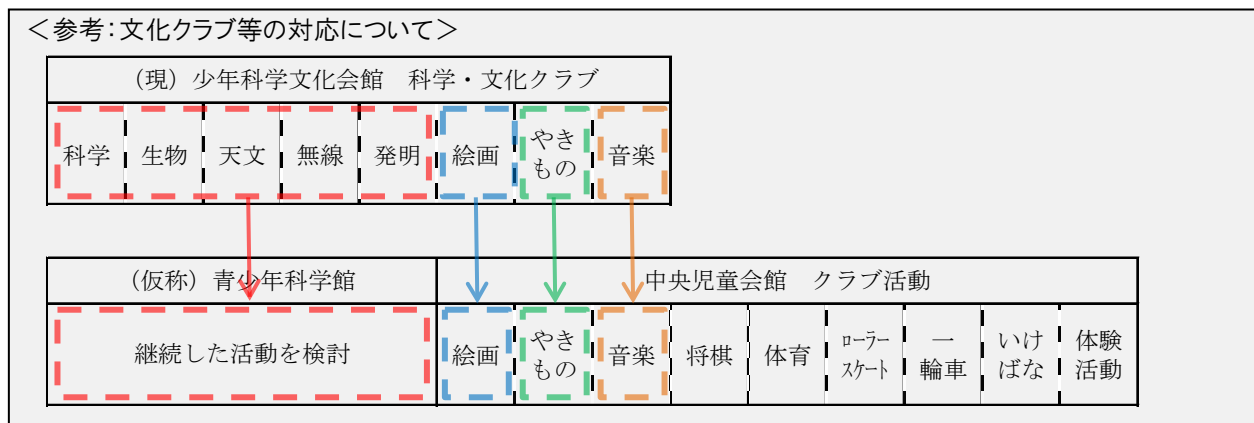 ＜参考：文化クラブ等の対応について＞
（現）少年科学文化会館　科学・文化クラブ
科学
生物
天文
無線
発明
絵画
やき
もの
音楽
（仮称）青少年科学館
中央児童会館　クラブ活動
継続した活動を検討
絵画
やき
もの
音楽
将棋
体育
ローラー
スケート
一
輪車
いけ
ばな
体験
活動